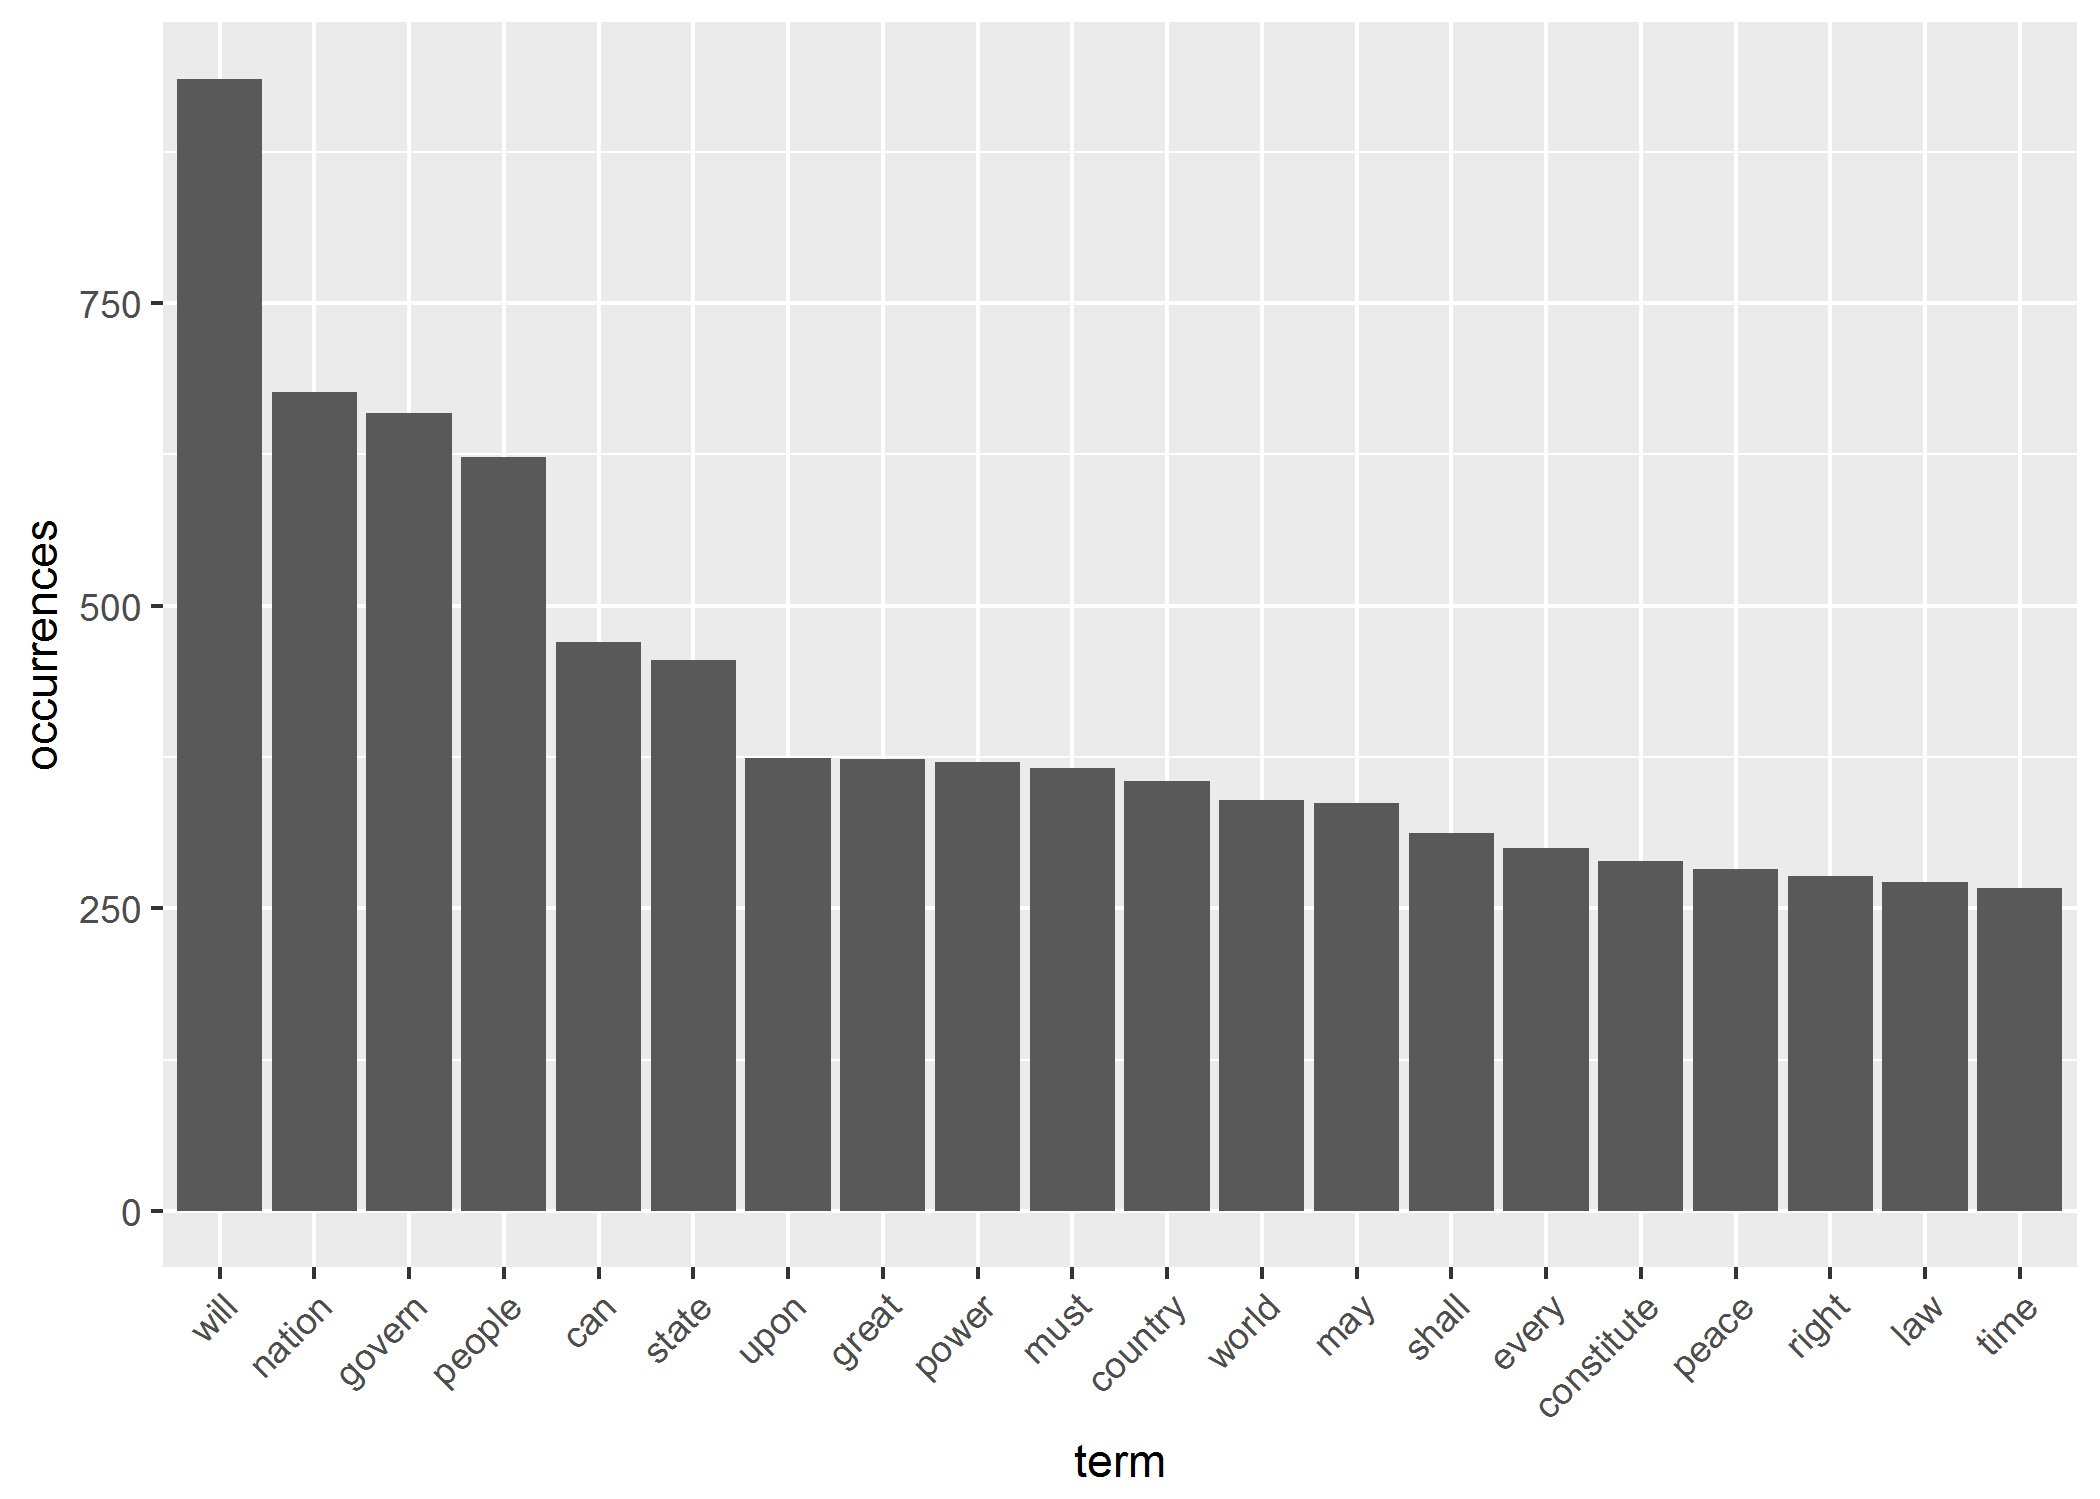 occurrences
750
500
250
0
will
nation
govern
people
can
state
upon
great
power
must
country
world
may
shall
every
constitute
peace
right
law
time
term